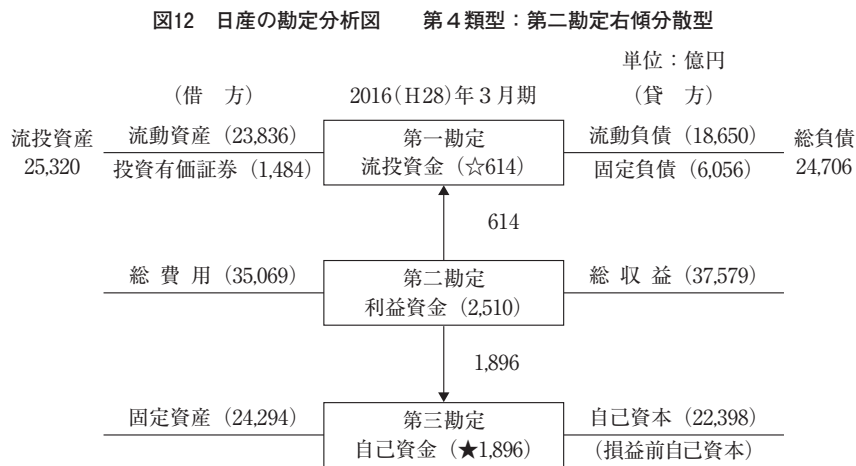 図12 日産の勘定分析図 第4類型：第二勘定右傾分散型
単位：億円
（借 方） 2016(H28)年3月期 （貸 方）
流投資産 流動資産（23,836） 第一勘定 流動負債（18,650） 総負債
25,320 投資有価証券（1,484） 流投資金（☆614） 固定負債（6,056） 24,706
614
総 費 用（35,069） 第二勘定 総 収 益（37,579）
利益資金（2,510）
1,896
固定資産（24,294） 第三勘定 自己資本（22,398）
自己資金（★1,896） （損益前自己資本）